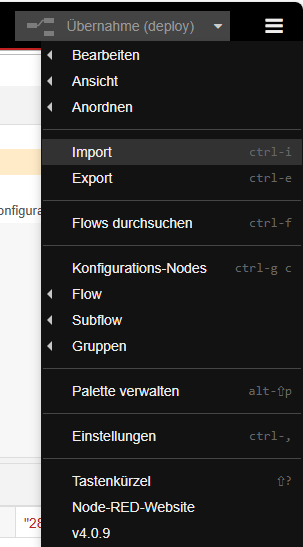 Übernahme (deploy)
Bearbeiten
Ansicht
Anordnen
Import ctrl-i
Export ctrl-e
Flows durchsuchen ctrl-f
onfigura
Konfigurations-Nodes ctrl-g c
Flow
Subflow
Gruppen
Palette verwalten alt-⇧p
Einstellungen ctrl-,
Tastenkürzel ⇧?
Node-RED-Website
"28
v4.0.9